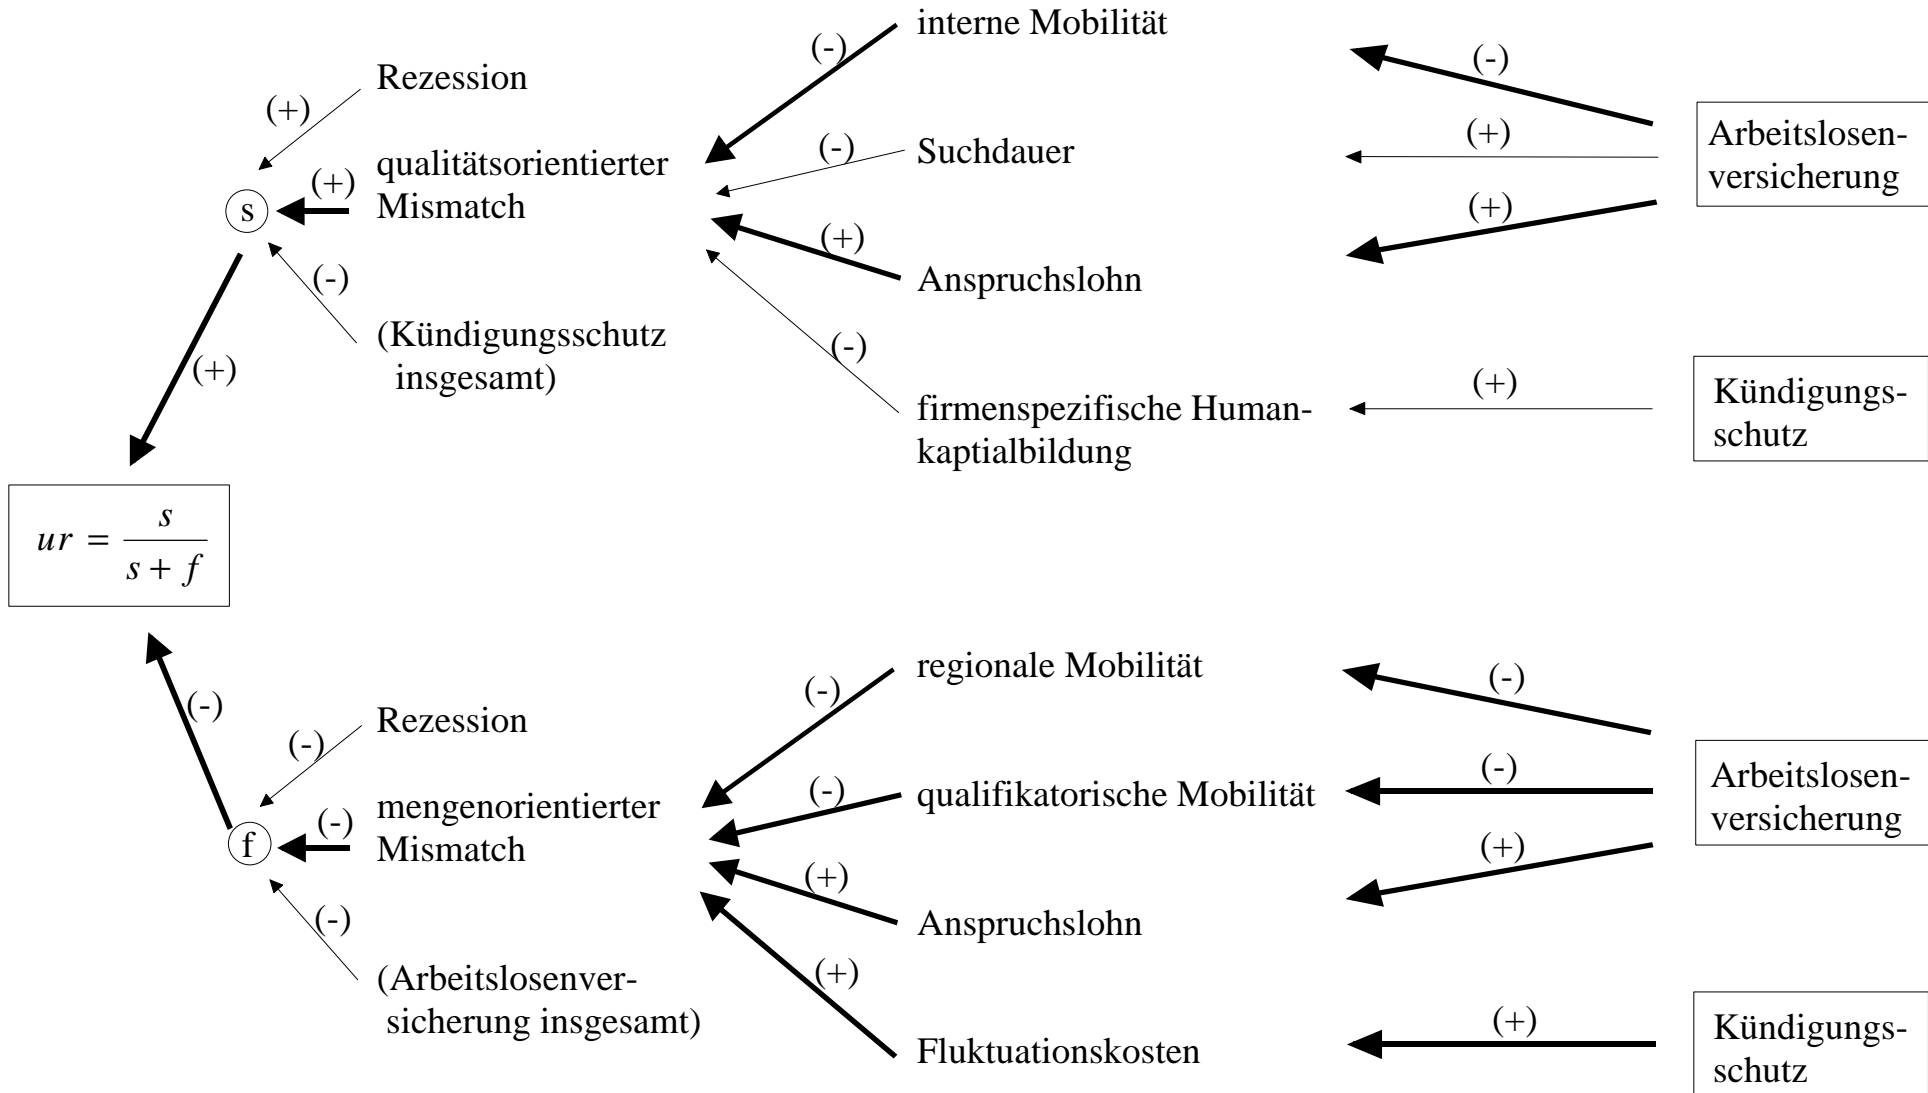 interne Mobilität
(-)
(-)
Rezession
(+)
Arbeitslosen-
versicherung
(+)
(-)
Suchdauer
qualitätsorientierter
Mismatch
(+)
s
(+)
(+)
Anspruchslohn
(-)
(Kündigungsschutz
insgesamt)
(+)
(-)
(+)
Kündigungs-
schutz
firmenspezifische Human-
kaptialbildung
ur = s / s + f
regionale Mobilität
(-)
(-)
(-)
Rezession
(-)
Arbeitslosen-
versicherung
(-)
(-)
qualifikatorische Mobilität
mengenorientierter
Mismatch
(-)
f
(+)
(+)
Anspruchslohn
(-)
(Arbeitslosenver-
sicherung insgesamt)
(+)
(+)
Fluktuationskosten
Kündigungs-
schutz